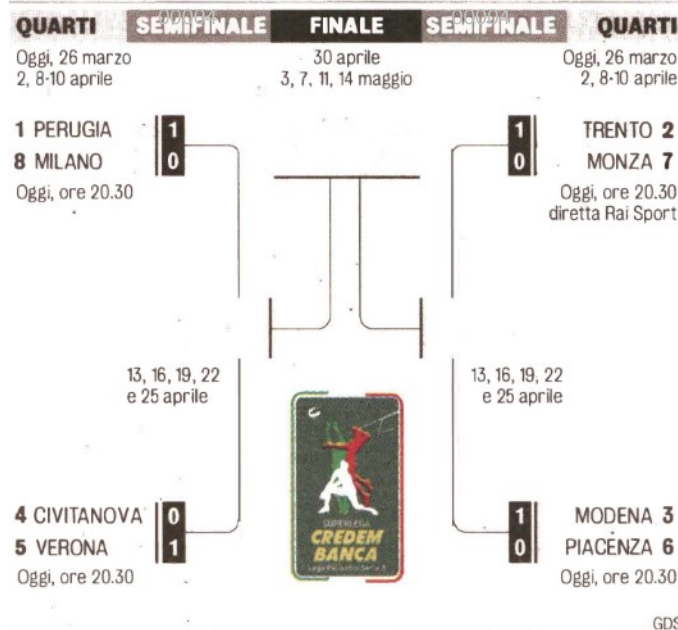 QUARTI SEMIFINALE FINALE SEMIFINALE QUARTI
Oggi, 26 marzo
2, 8-10 aprile
30 aprile
3, 7, 11, 14 maggio
Oggi, 26 marzo
2, 8-10 aprile
1 PERUGIA 1
8 MILANO 0
Oggi, ore 20.30
1 TRENTO 2
0 MONZA 7
Oggi, ore 20.30
diretta Rai Sport
13, 16, 19, 22
e 25 aprile
13, 16, 19, 22
e 25 aprile
4 CIVITANOVA 0
5 VERONA 1
Oggi, ore 20.30
SUPERLEGA
CREDEM
BANCA
Lega Pallavolo Serie A
1 MODENA 3
0 PIACENZA 6
Oggi, ore 20.30
GDS